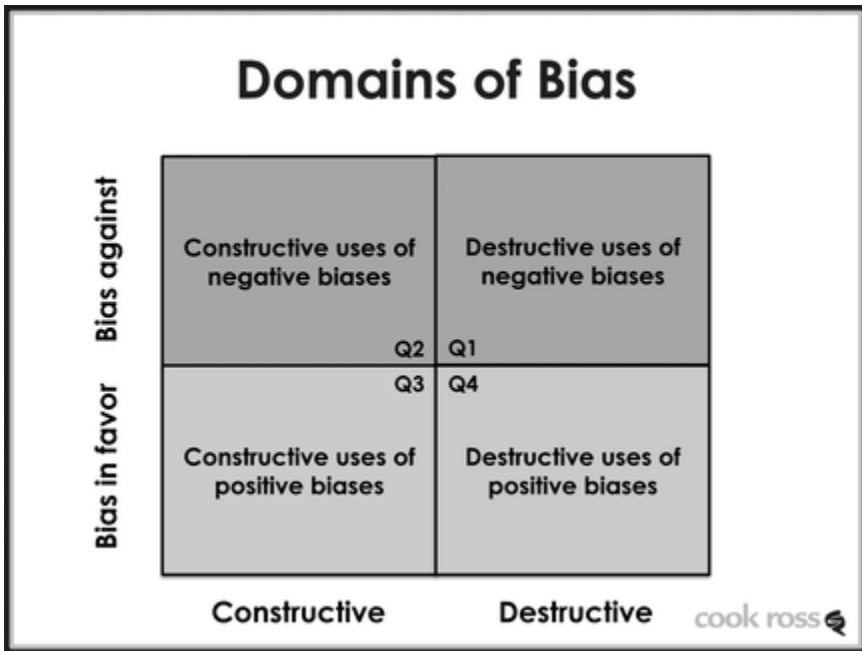 Domains of Bias
Bias against
Constructive uses of
negative biases
Q2
Destructive uses of
negative biases
Q1
Bias in favor
Q3
Constructive uses of
positive biases
Q4
Destructive uses of
positive biases
Constructive
Destructive
cook ross